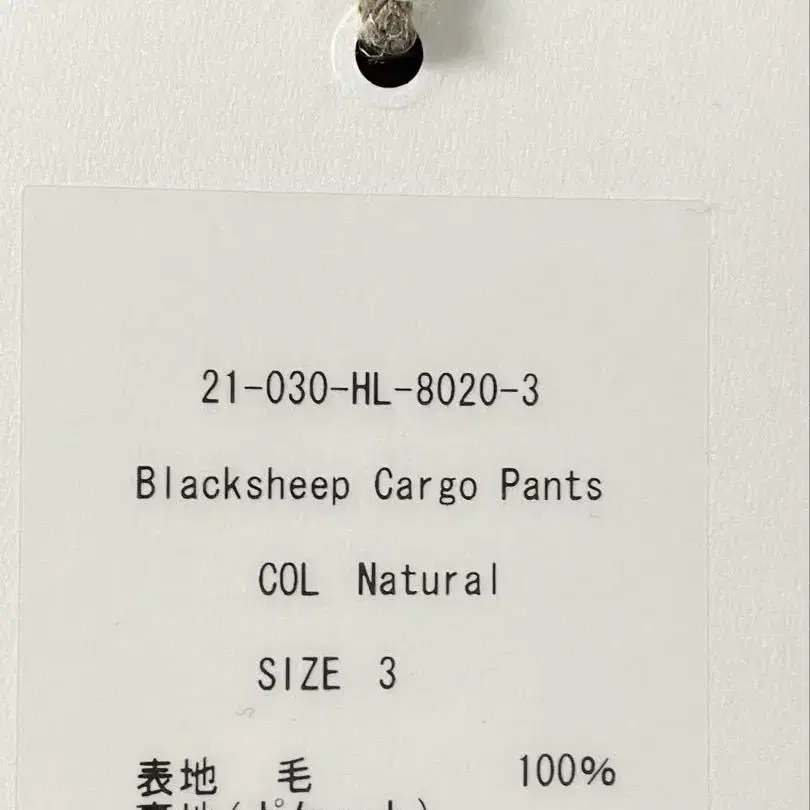 21-030-HL-8020-3
Blacksheep Cargo Pants
COL Natural
SIZE 3
表地 毛 100%